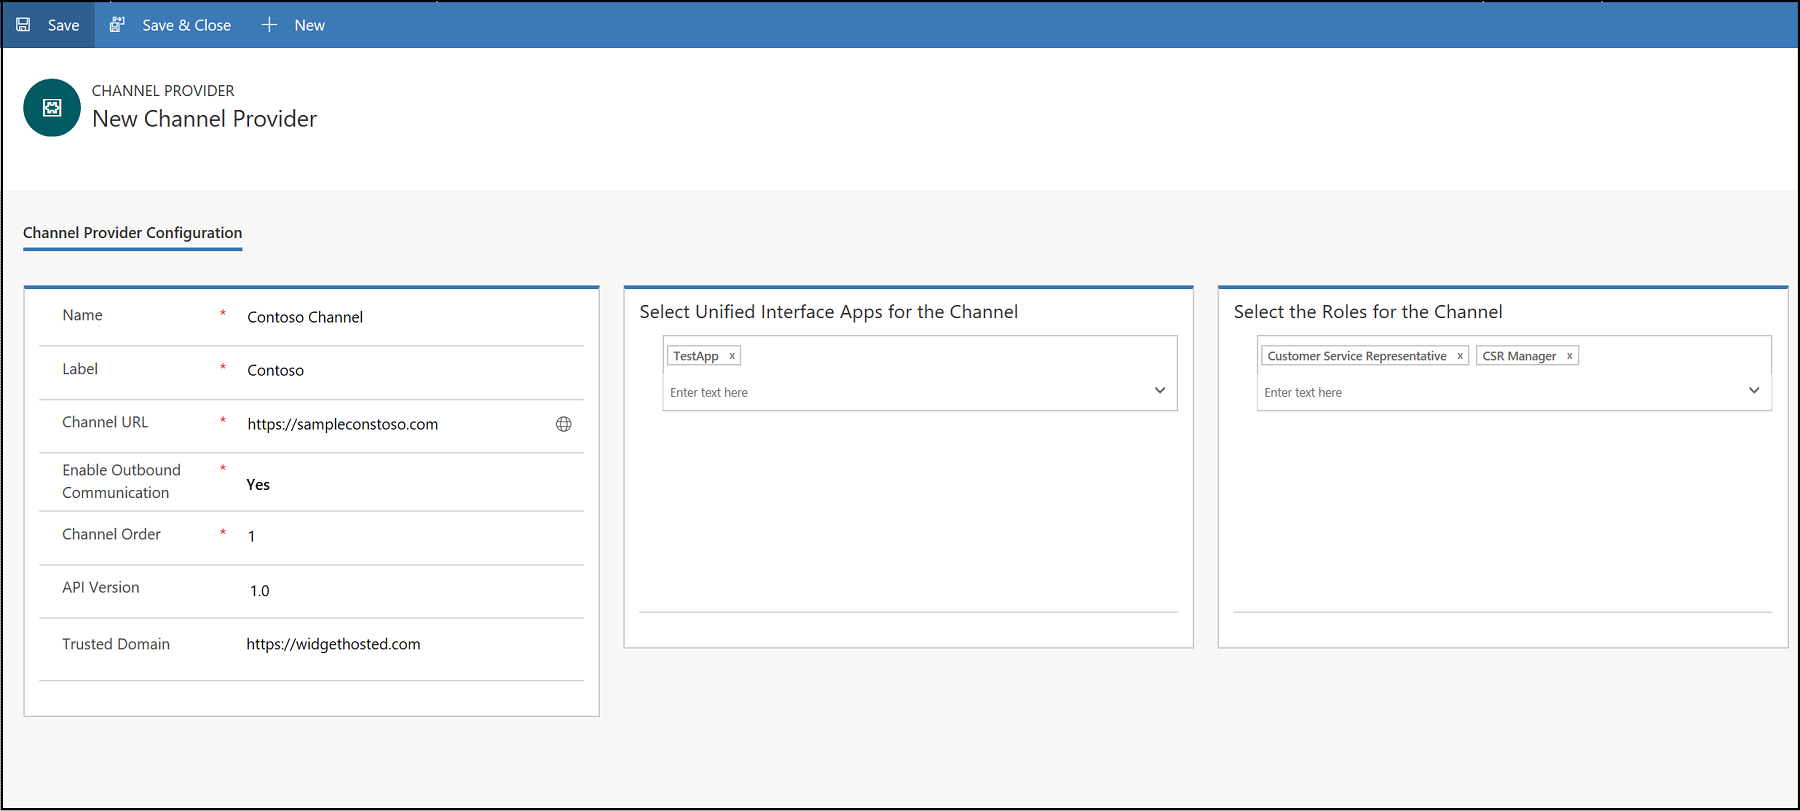 Save
Save & Close
New
CHANNEL PROVIDER
New Channel Provider
Channel Provider Configuration
Name * Contoso Channel
Label * Contoso
Channel URL * https://sampleconstoso.com
Enable Outbound
Communication
* Yes
Channel Order * 1
API Version 1.0
Trusted Domain https://widgethosted.com
Select Unified Interface Apps for the Channel
TestApp x
Enter text here
Select the Roles for the Channel
Customer Service Representative x CSR Manager x
Enter text here